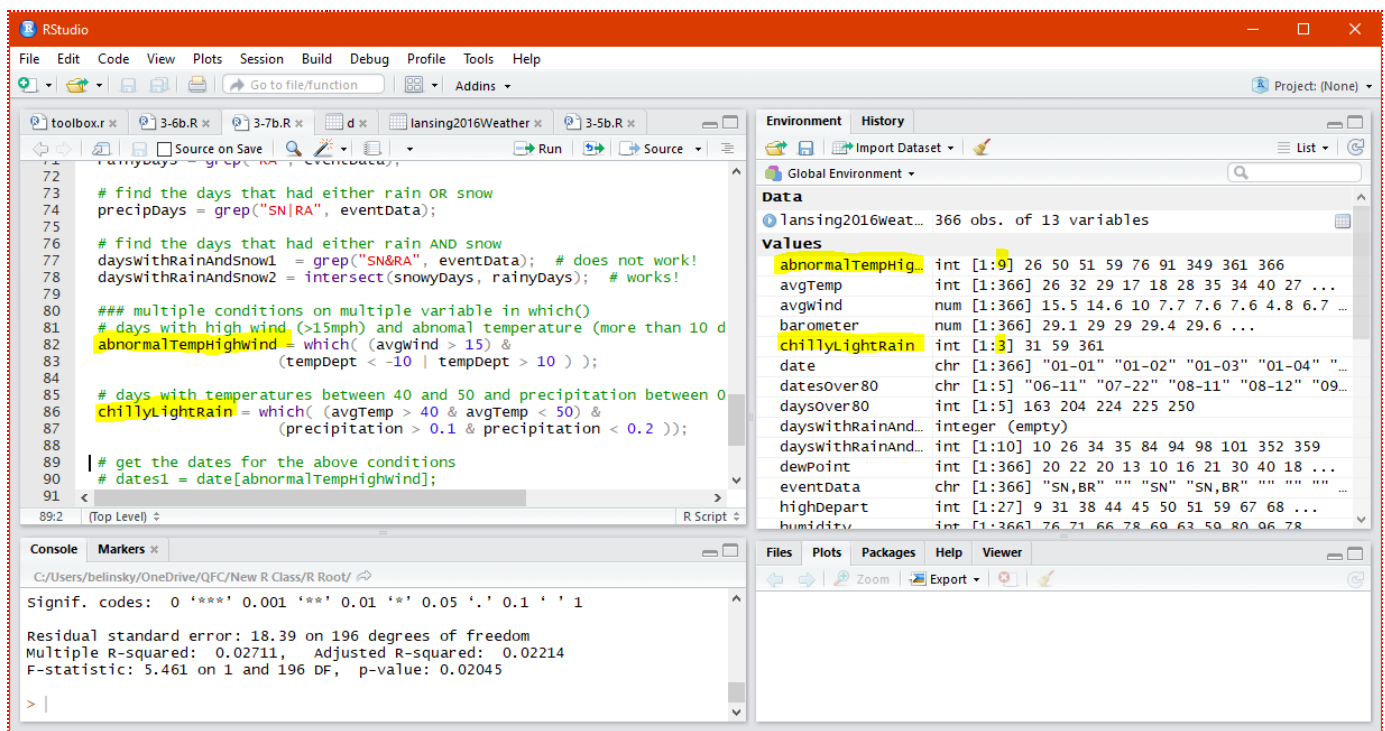 RStudio
File Edit Code View Plots Session Build Debug Profile Tools Help
Go to file/function Addins Project: (None)
toolbox.r 3-6b.R 3-7b.R d lansing2016Weather 3-5b.R
Source on Save Run Source
71 rainyDays = grep("RA", eventData);
72
73 # find the days that had either rain OR snow
74 precipDays = grep("SN|RA", eventData);
75
76 # find the days that had either rain AND snow
77 daysWithRainAndSnow1 = grep("SN&RA", eventData); # does not work!
78 daysWithRainAndSnow2 = intersect(snowyDays, rainyDays); # works!
79
80 ### multiple conditions on multiple variable in which()
81 # days with high wind (>15mph) and abnomal temperature (more than 10 d
82 abnormalTempHighWind = which( (avgWind > 15) &
83 (tempDept < -10 | tempDept > 10 ) );
84
85 # days with temperatures between 40 and 50 and precipitation between 0
86 chillyLightRain = which( (avgTemp > 40 & avgTemp < 50) &
87 (precipitation > 0.1 & precipitation < 0.2 ));
88
89 # get the dates for the above conditions
90 # dates1 = date[abnormalTempHighWind];
91
89:2 (Top Level) R Script
Console Markers
C:/Users/belinsky/OneDrive/QFC/New R Class/R Root/
Signif. codes: 0 ‘***’ 0.001 ‘**’ 0.01 ‘*’ 0.05 ‘.’ 0.1 ‘ ’ 1
Residual standard error: 18.39 on 196 degrees of freedom
Multiple R-squared: 0.02711, Adjusted R-squared: 0.02214
F-statistic: 5.461 on 1 and 196 DF, p-value: 0.02045
>
Environment History
Import Dataset List
Global Environment
Data
lansing2016Weat… 366 obs. of 13 variables
Values
abnormalTempHig… int [1:9] 26 50 51 59 76 91 349 361 366
avgTemp int [1:366] 26 32 29 17 18 28 35 34 40 27 ...
avgWind num [1:366] 15.5 14.6 10 7.7 7.6 7.6 4.8 6.7 …
barometer num [1:366] 29.1 29 29 29.4 29.6 ...
chillyLightRain int [1:3] 31 59 361
date chr [1:366] "01-01" "01-02" "01-03" "01-04" "…
datesOver80 chr [1:5] "06-11" "07-22" "08-11" "08-12" "09…
daysOver80 int [1:5] 163 204 224 225 250
daysWithRainAnd… integer (empty)
daysWithRainAnd… int [1:10] 10 26 34 35 84 94 98 101 352 359
dewPoint int [1:366] 20 22 20 13 10 16 21 30 40 18 ...
eventData chr [1:366] "SN,BR" "" "SN" "SN,BR" "" "" "" …
highDepart int [1:27] 9 31 38 44 45 50 51 59 67 68 ...
humidity int [1:366] 76 71 66 78 69 63 59 80 96 78
Files Plots Packages Help Viewer
Zoom Export